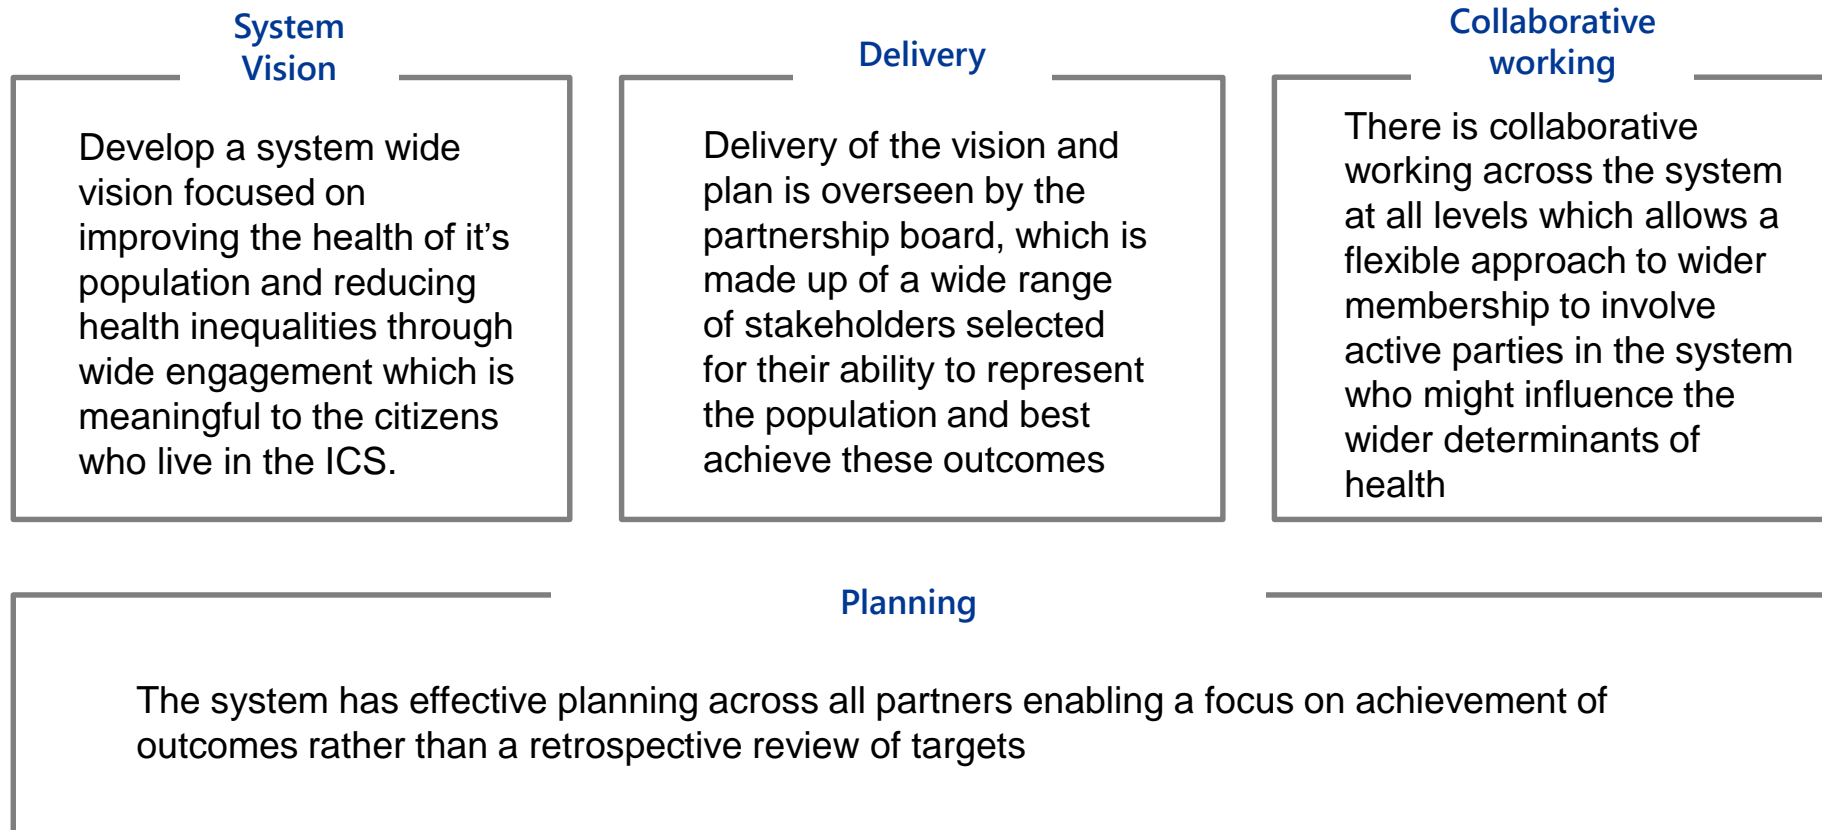 System
Vision
Develop a system wide
vision focused on
improving the health of it's
population and reducing
health inequalities through
wide engagement which is
meaningful to the citizens
who live in the ICS.
Delivery
Delivery of the vision and
plan is overseen by the
partnership board, which is
made up of a wide range
of stakeholders selected
for their ability to represent
the population and best
achieve these outcomes
Collaborative
working
There is collaborative
working across the system
at all levels which allows a
flexible approach to wider
membership to involve
active parties in the system
who might influence the
wider determinants of
health
Planning
The system has effective planning across all partners enabling a focus on achievement of
outcomes rather than a retrospective review of targets